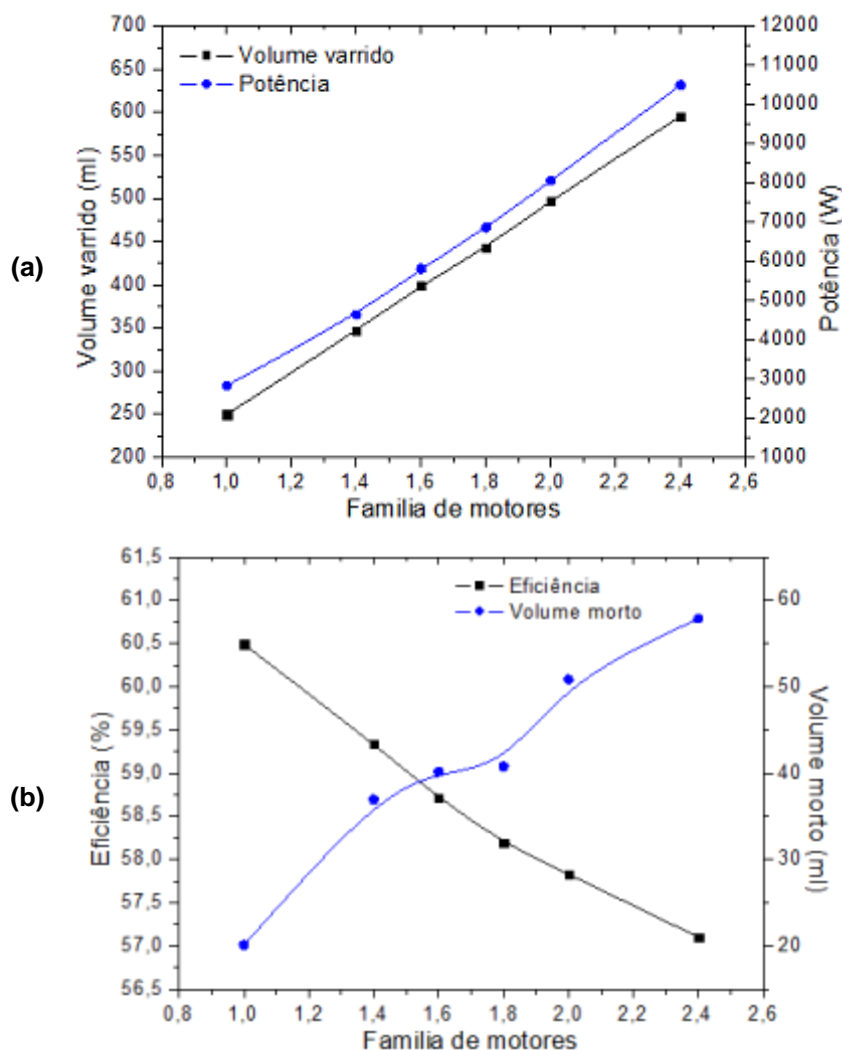 (a)
Volume varrido
Potência
Volume varrido (ml)
700
650
600
550
500
450
400
350
300
250
200
Potência (W)
12000
11000
10000
9000
8000
7000
6000
5000
4000
3000
2000
1000
0,8 1,0 1,2 1,4 1,6 1,8 2,0 2,2 2,4 2,6
Familia de motores
(b)
Eficiência
Volume morto
Eficiência (%)
61,5
61,0
60,5
60,0
59,5
59,0
58,5
58,0
57,5
57,0
56,5
Volume morto (ml)
60
50
40
30
20
0,8 1,0 1,2 1,4 1,6 1,8 2,0 2,2 2,4 2,6
Familia de motores